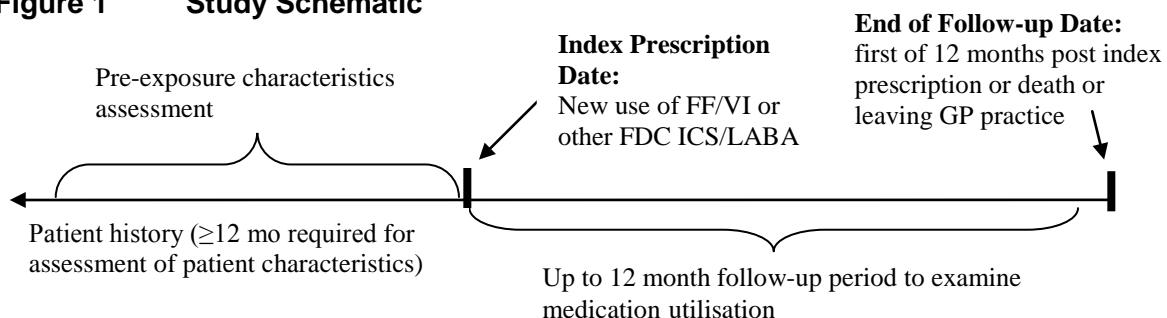 Figure 1 Study Schematic
Pre-exposure characteristics
assessment
Index Prescription
Date:
New use of FF/VI or
other FDC ICS/LABA
End of Follow-up Date:
first of 12 months post index
prescription or death or
leaving GP practice
Patient history (≥12 mo required for
assessment of patient characteristics)
Up to 12 month follow-up period to examine
medication utilisation